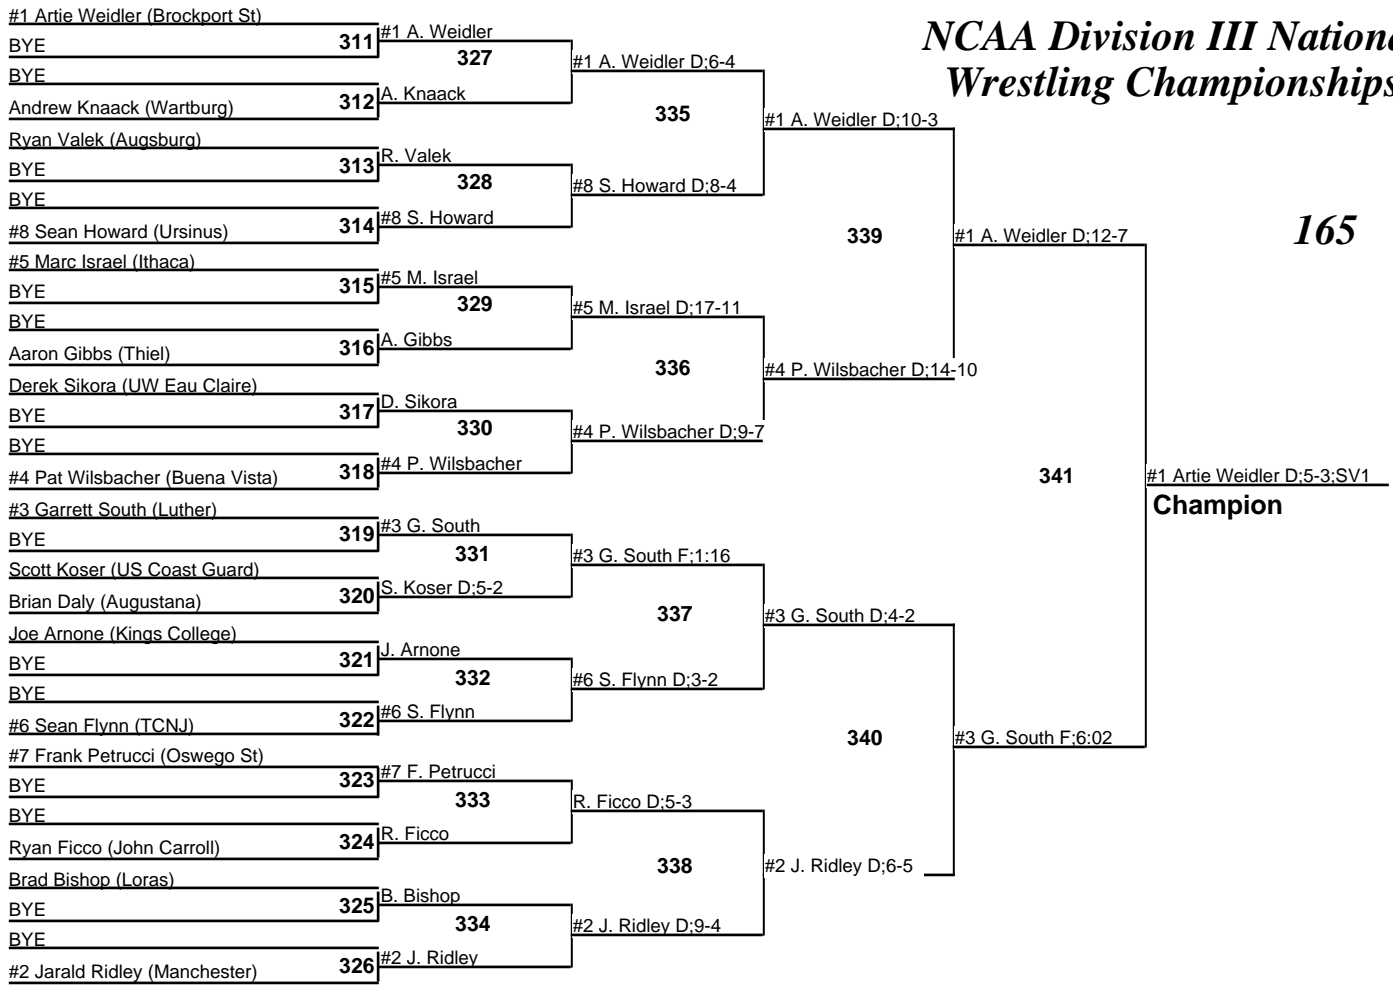 #1 Artie Weidler (Brockport St)
BYE
311
BYE
Andrew Knaack (Wartburg)
312
Ryan Valek (Augsburg)
BYE
313
BYE
#8 Sean Howard (Ursinus)
314
#5 Marc Israel (Ithaca)
BYE
315
BYE
Aaron Gibbs (Thiel)
316
Derek Sikora (UW Eau Claire)
BYE
317
BYE
#4 Pat Wilsbacher (Buena Vista)
318
#3 Garrett South (Luther)
BYE
319
Scott Koser (US Coast Guard)
Brian Daly (Augustana)
320
Joe Arnone (Kings College)
BYE
321
BYE
#6 Sean Flynn (TCNJ)
322
#7 Frank Petrucci (Oswego St)
BYE
323
BYE
Ryan Ficco (John Carroll)
324
Brad Bishop (Loras)
BYE
325
BYE
#2 Jarald Ridley (Manchester)
326
#1 A. Weidler
327
A. Knaack
R. Valek
328
#8 S. Howard
#5 M. Israel
329
A. Gibbs
D. Sikora
330
#4 P. Wilsbacher
#3 G. South
331
S. Koser D;5-2
J. Arnone
332
#6 S. Flynn
#7 F. Petrucci
333
R. Ficco
B. Bishop
334
#2 J. Ridley
#1 A. Weidler D;6-4
335
#8 S. Howard D;8-4
#5 M. Israel D;17-11
336
#4 P. Wilsbacher D;9-7
#3 G. South F;1:16
337
#6 S. Flynn D;3-2
R. Ficco D;5-3
338
#2 J. Ridley D;9-4
#1 A. Weidler D;10-3
339
#4 P. Wilsbacher D;14-10
#3 G. South D;4-2
340
#2 J. Ridley D;6-5
#1 A. Weidler D;12-7
341
#3 G. South F;6:02
#1 Artie Weidler D;5-3;SV1
Champion
NCAA Division III Nationa
Wrestling Championships
165